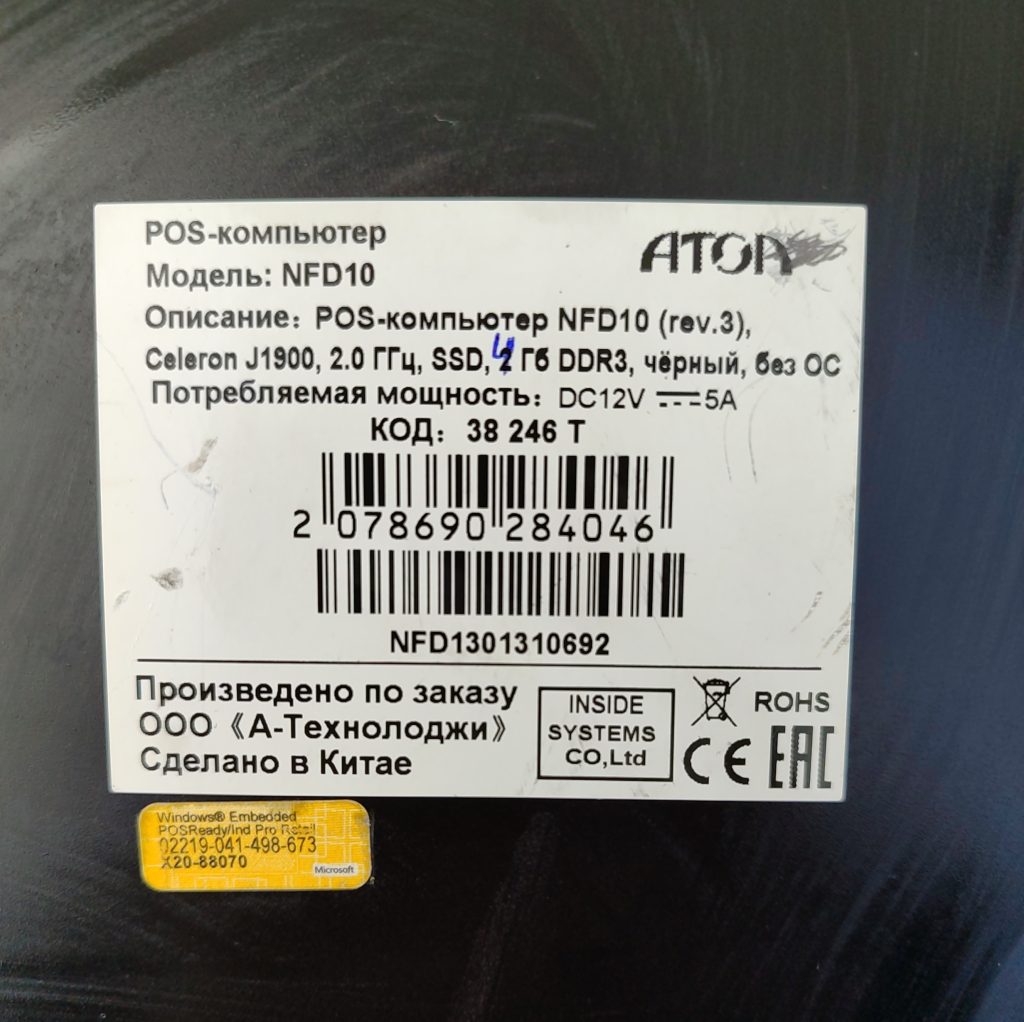 POS-компьютер
АТОЛ
Модель: NFD10
Описание: POS-компьютер NFD10 (rev.3),
Celeron J1900, 2.0 ГГц, SSD, 4 Гб DDR3, чёрный, без ОС
Потребляемая мощность: DC12V 5A
КОД: 38 246 Т
2 078690 284046
NFD1301310692
Произведено по заказу
ООО 《А-Технолоджи》
Сделано в Китае
INSIDE
SYSTEMS
CO,Ltd
ROHS
CE EAC
Windows® Embedded
POSReady/Ind Pro Retail
02219-041-498-673
X20-88070
Microsoft